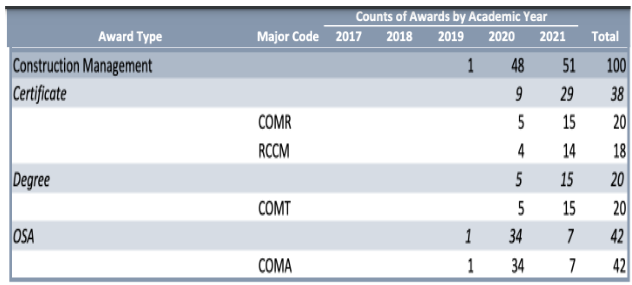 Counts of Awards by Academic Year
Award Type Major Code 2017 2018 2019 2020 2021 Total
Construction Management 1 48 51 100
Certificate 9 29 38
COMR 5 15 20
RCCM 4 14 18
Degree 5 15 20
COMT 5 15 20
OSA 1 34 7 42
COMA 1 34 7 42